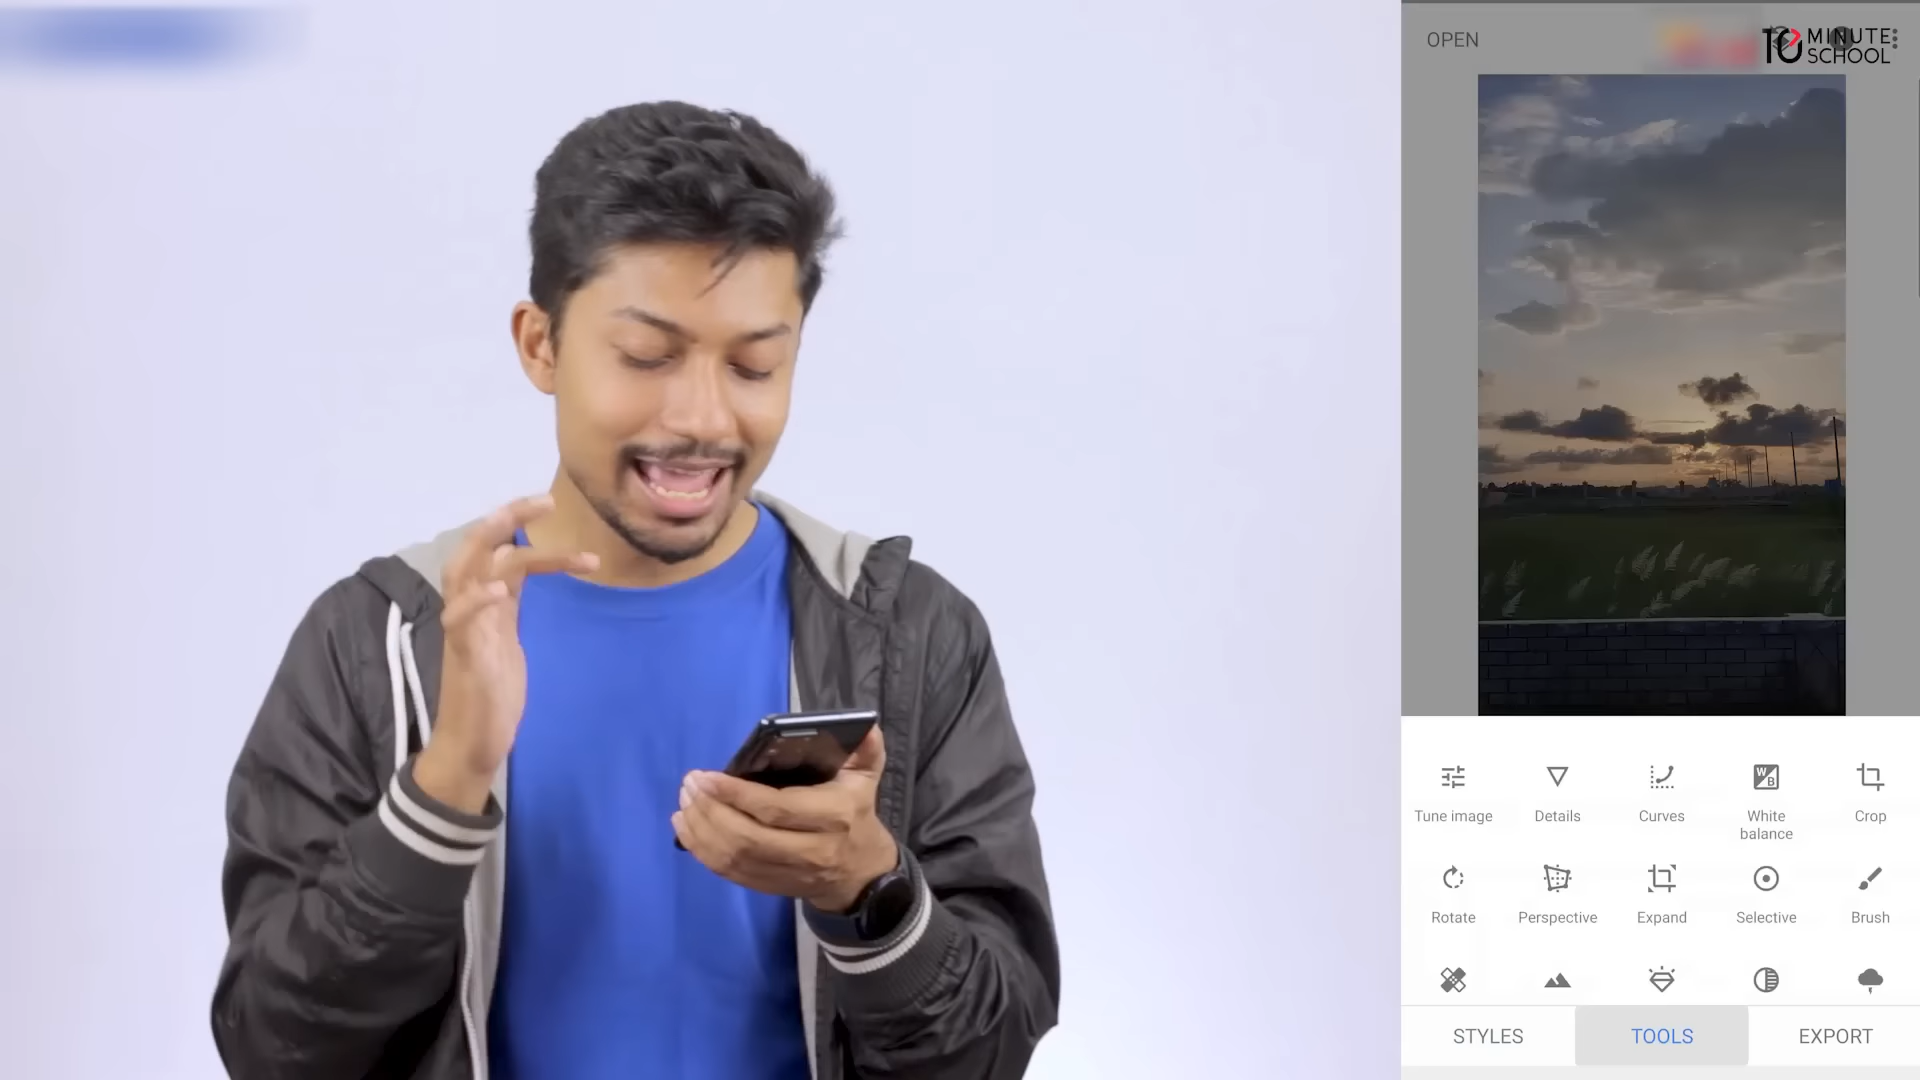 OPEN
10 MINUTE
SCHOOL
Tune image
Details
Curves
White
balance
Crop
Rotate
Perspective
Expand
Selective
Brush
STYLES
TOOLS
EXPORT